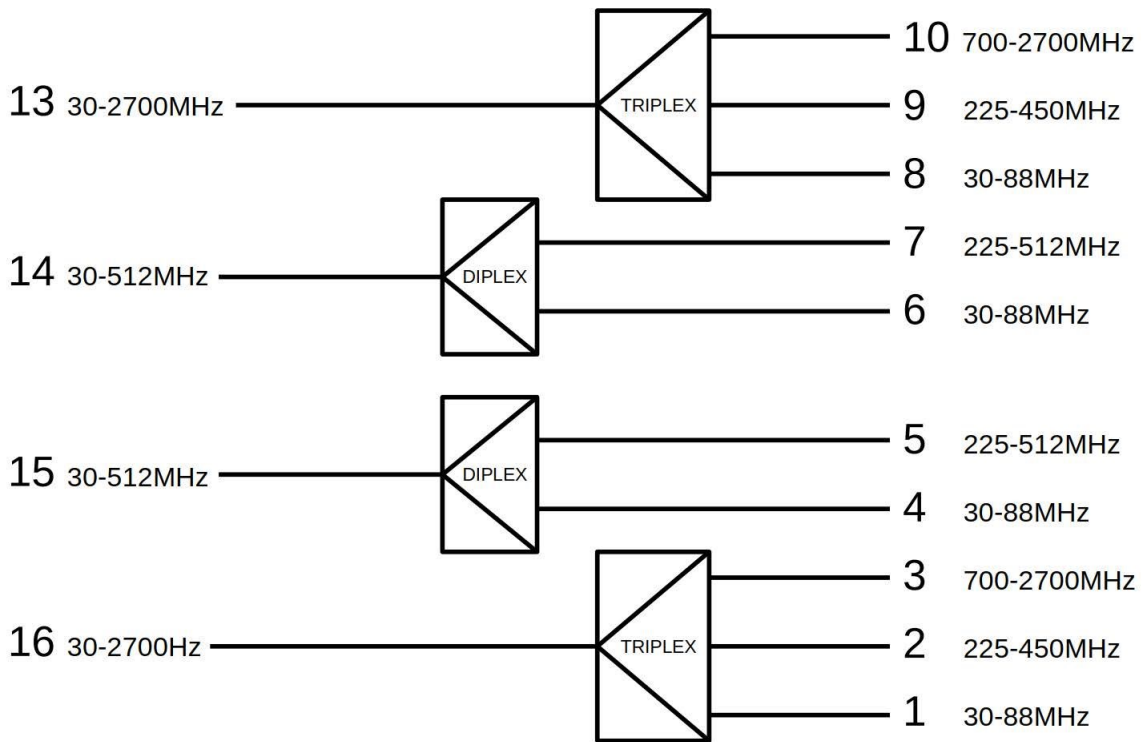 10 700-2700MHz
13 30-2700MHz
TRIPLEX
9 225-450MHz
8 30-88MHz
7 225-512MHz
14 30-512MHz
DIPLEX
6 30-88MHz
5 225-512MHz
15 30-512MHz
DIPLEX
4 30-88MHz
3 700-2700MHz
16 30-2700Hz
TRIPLEX
2 225-450MHz
1 30-88MHz